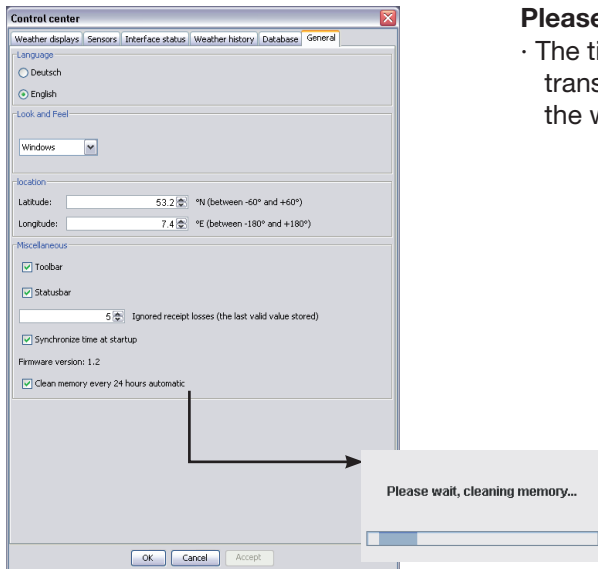 Control center
Weather displays Sensors Interface status Weather history Database General
Language
Deutsch
English
Look and Feel
Windows
location
Latitude: 53.2 °N (between -60° and +60°)
Longitude: 7.4 °E (between -180° and +180°)
Miscellaneous
Toolbar
Statusbar
5 Ignored receipt losses (the last valid value stored)
Synchronize time at startup
Firmware version: 1.2
Clean memory every 24 hours automatic
OK Cancel Accept
Please wait, cleaning memory...
Please
· The
the